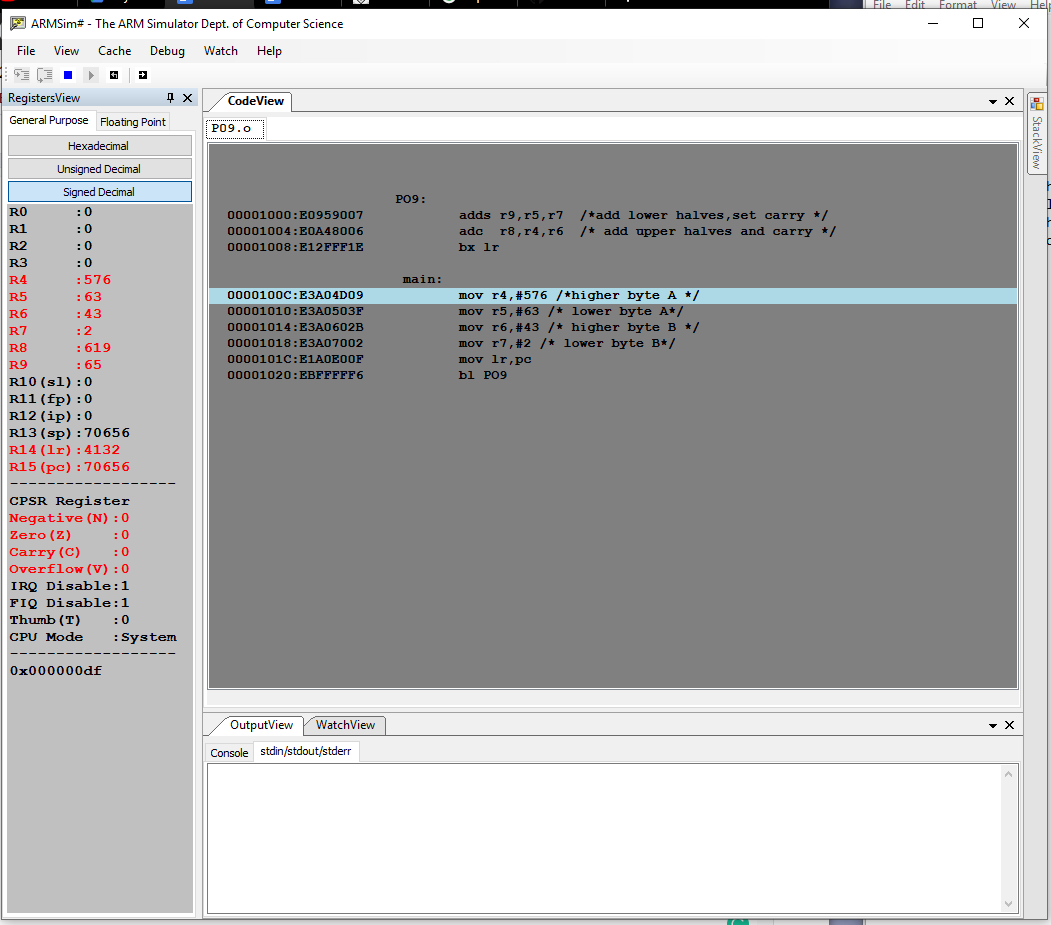 File Edit Format View Help
ARMSim# - The ARM Simulator Dept. of Computer Science
File View Cache Debug Watch Help
RegistersView
General Purpose Floating Point
Hexadecimal
Unsigned Decimal
Signed Decimal
R0 :0
R1 :0
R2 :0
R3 :0
R4 :576
R5 :63
R6 :43
R7 :2
R8 :619
R9 :65
R10(sl):0
R11(fp):0
R12(ip):0
R13(sp):70656
R14(lr):4132
R15(pc):70656
-------------------
CPSR Register
Negative(N):0
Zero(Z) :0
Carry(C) :0
Overflow(V):0
IRQ Disable:1
FIQ Disable:1
Thumb(T) :0
CPU Mode :System
-------------------
0x000000df
CodeView
PO9.o
PO9:
00001000:E0959007 adds r9,r5,r7 /*add lower halves,set carry */
00001004:E0A48006 adc r8,r4,r6 /* add upper halves and carry */
00001008:E12FFF1E bx lr
main:
0000100C:E3A04D09 mov r4,#576 /*higher byte A */
00001010:E3A0503F mov r5,#63 /* lower byte A*/
00001014:E3A0602B mov r6,#43 /* higher byte B */
00001018:E3A07002 mov r7,#2 /* lower byte B*/
0000101C:E1A0E00F mov lr,pc
00001020:EBFFFFF6 bl PO9
StackView
OutputView WatchView
Console stdin/stdout/stderr